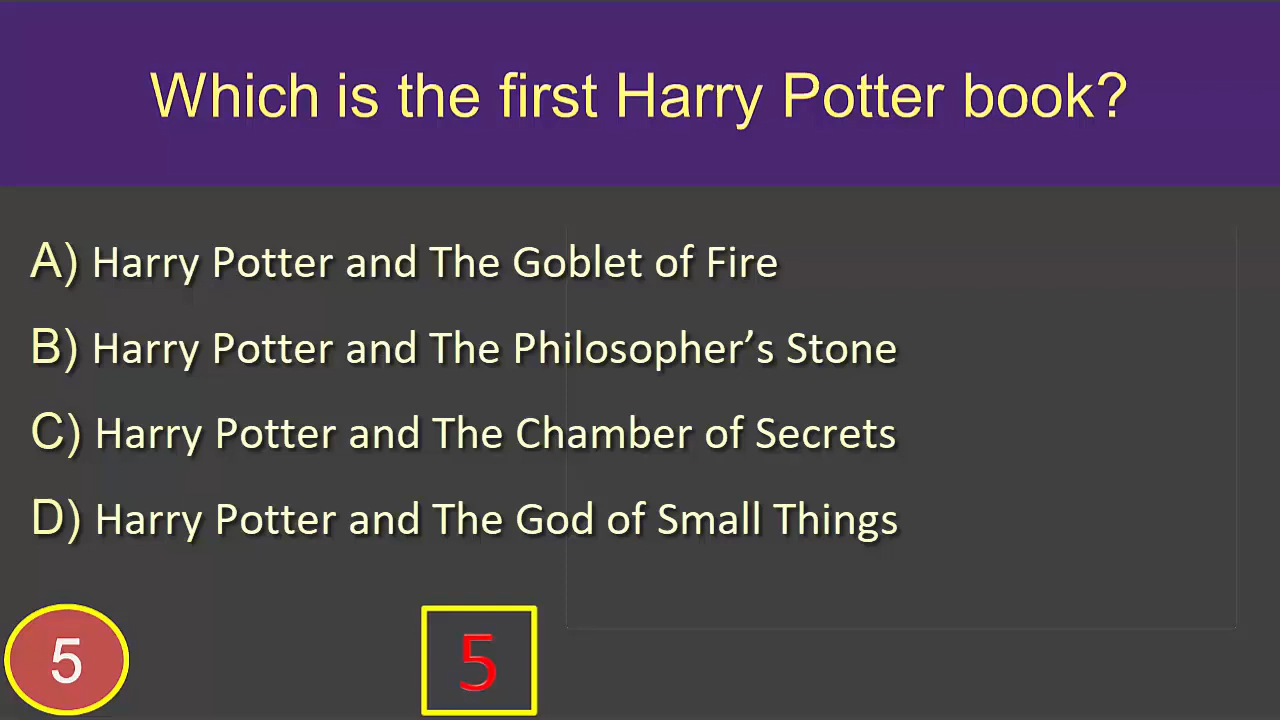 Which is the first Harry Potter book?
A) Harry Potter and The Goblet of Fire
B) Harry Potter and The Philosopher’s Stone
C) Harry Potter and The Chamber of Secrets
D) Harry Potter and The God of Small Things
5
5